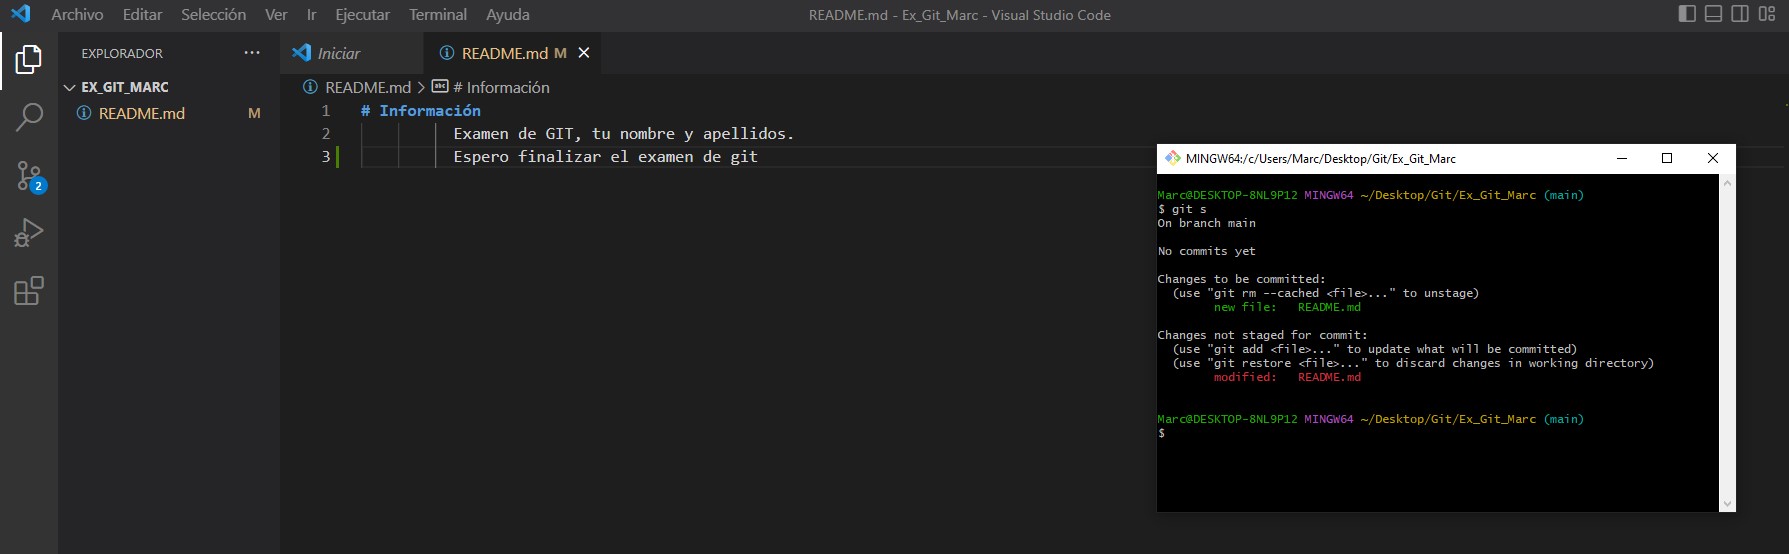 Archivo Editar Selección Ver Ir Ejecutar Terminal Ayuda README.md - Ex_Git_Marc - Visual Studio Code
EXPLORADOR ...
EX_GIT_MARC
README.md M
2
Iniciar README.md M
README.md > # Información
1 # Información
2 Examen de GIT, tu nombre y apellidos.
3 Espero finalizar el examen de git
MINGW64:/c/Users/Marc/Desktop/Git/Ex_Git_Marc
Marc@DESKTOP-8NL9P12 MINGW64 ~/Desktop/Git/Ex_Git_Marc (main)
$ git s
On branch main
No commits yet
Changes to be committed:
(use "git rm --cached <file>..." to unstage)
new file: README.md
Changes not staged for commit:
(use "git add <file>..." to update what will be committed)
(use "git restore <file>..." to discard changes in working directory)
modified: README.md
Marc@DESKTOP-8NL9P12 MINGW64 ~/Desktop/Git/Ex_Git_Marc (main)
$